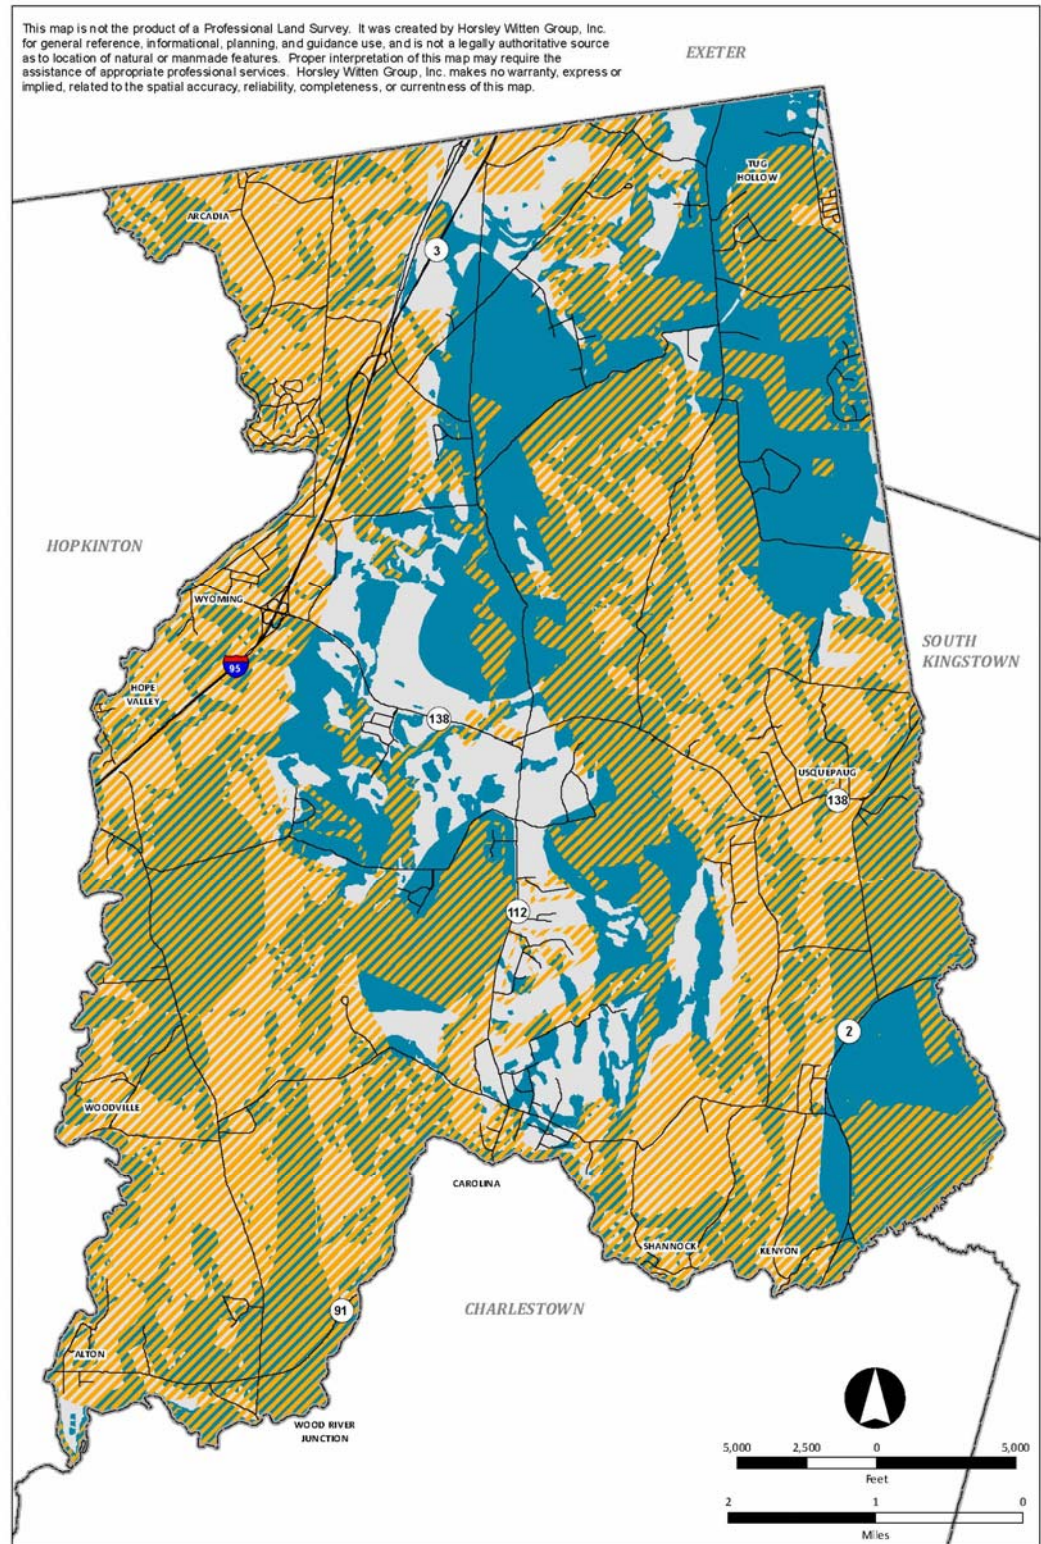 This map is not the product of a Professional Land Survey. It was created by Horsley Witten Group, Inc.
for general reference, informational, planning, and guidance use, and is not a legally authoritative source
as to location of natural or manmade features. Proper interpretation of this map may require the
assistance of appropriate professional services. Horsley Witten Group, Inc. makes no warranty, express or
implied, related to the spatial accuracy, reliability, completeness, or currentness of this map.
EXETER
TUG
HOLLOW
ARCADIA
3
HOPKINTON
WYOMING
SOUTH
KINGSTOWN
95
HOPE
VALLEY
138
USQUEPAUG
138
112
2
WOODVILLE
CAROLINA
SHANNOCK
KENYON
91
CHARLESTOWN
ALTON
WOOD RIVER
JUNCTION
5,000 2,500 0 5,000
Feet
2 1 0
Miles